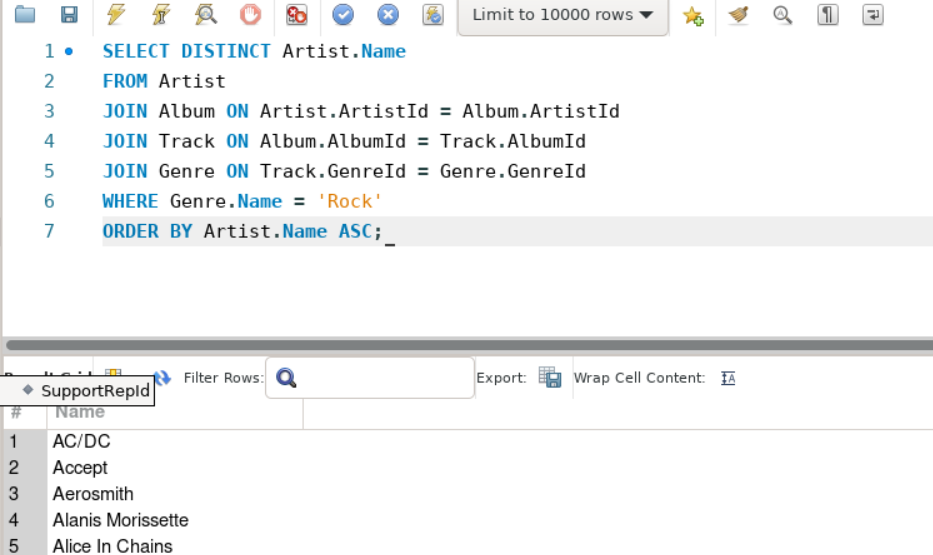 Limit to 10000 rows
1 SELECT DISTINCT Artist.Name
2 FROM Artist
3 JOIN Album ON Artist.ArtistId = Album.ArtistId
4 JOIN Track ON Album.AlbumId = Track.AlbumId
5 JOIN Genre ON Track.GenreId = Genre.GenreId
6 WHERE Genre.Name = 'Rock'
7 ORDER BY Artist.Name ASC;
Filter Rows: Export: Wrap Cell Content:
SupportRepId
# Name
1 AC/DC
2 Accept
3 Aerosmith
4 Alanis Morissette
5 Alice In Chains